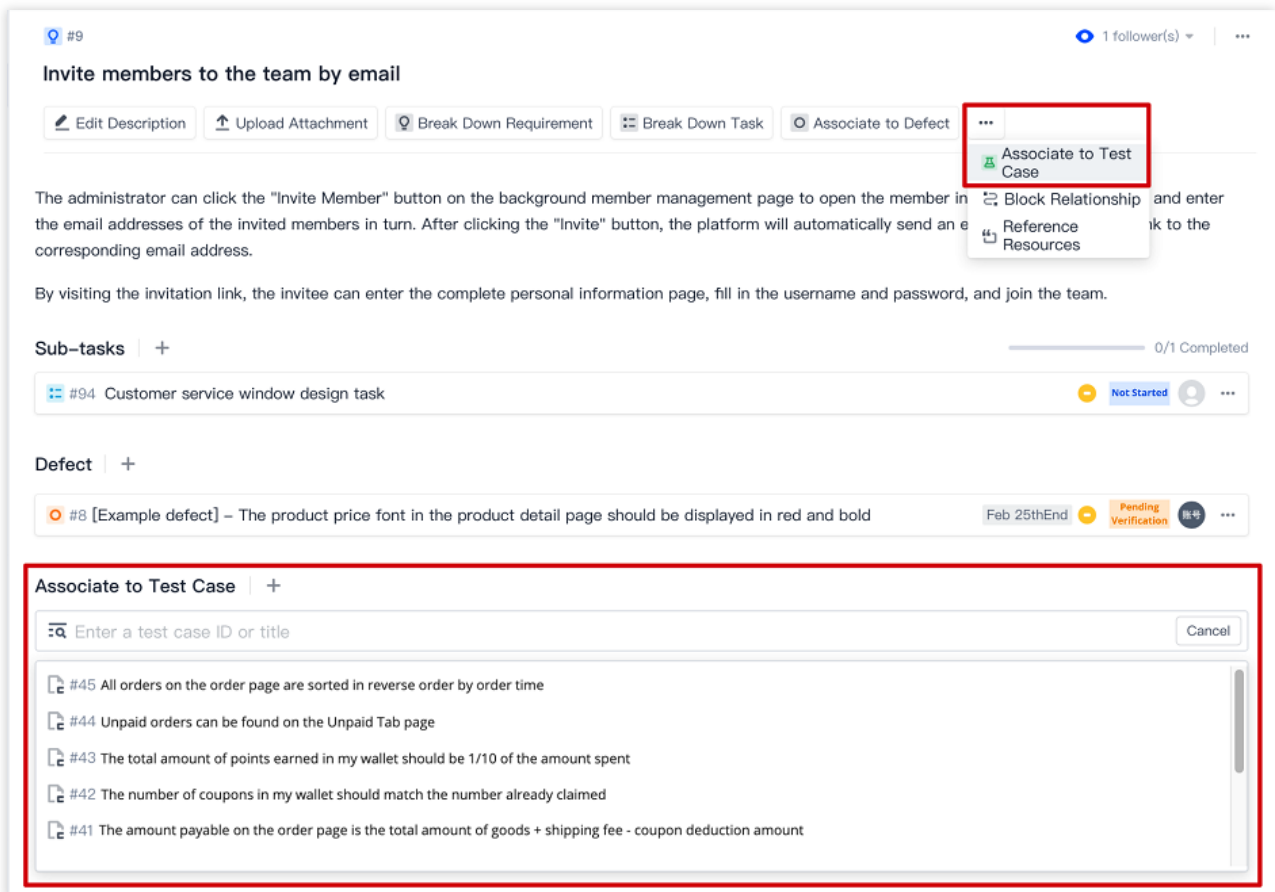 #9
1 follower(s)
Invite members to the team by email
Edit Description
Upload Attachment
Break Down Requirement
Break Down Task
Associate to Defect
Associate to Test
Case
Block Relationship
Reference
Resources
The administrator can click the "Invite Member" button on the background member management page to open the member in and enter
the email addresses of the invited members in turn. After clicking the "Invite" button, the platform will automatically send an to the
corresponding email address.
By visiting the invitation link, the invitee can enter the complete personal information page, fill in the username and password, and join the team.
Sub-tasks
0/1 Completed
#94 Customer service window design task
Not Started
Defect
#8 [Example defect] – The product price font in the product detail page should be displayed in red and bold
Feb 25thEnd
Pending
Verification
账号
Associate to Test Case
Enter a test case ID or title
Cancel
#45 All orders on the order page are sorted in reverse order by order time
#44 Unpaid orders can be found on the Unpaid Tab page
#43 The total amount of points earned in my wallet should be 1/10 of the amount spent
#42 The number of coupons in my wallet should match the number already claimed
#41 The amount payable on the order page is the total amount of goods + shipping fee - coupon deduction amount